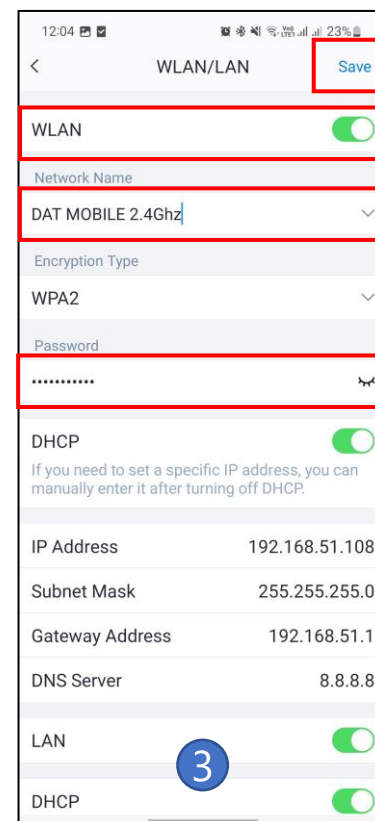 12:04 23%
WLAN/LAN Save
WLAN
Network Name
DAT MOBILE 2.4Ghz
Encryption Type
WPA2
Password
•••••••••••
DHCP
If you need to set a specific IP address, you can
manually enter it after turning off DHCP.
IP Address 192.168.51.108
Subnet Mask 255.255.255.0
Gateway Address 192.168.51.1
DNS Server 8.8.8.8
LAN
3
DHCP